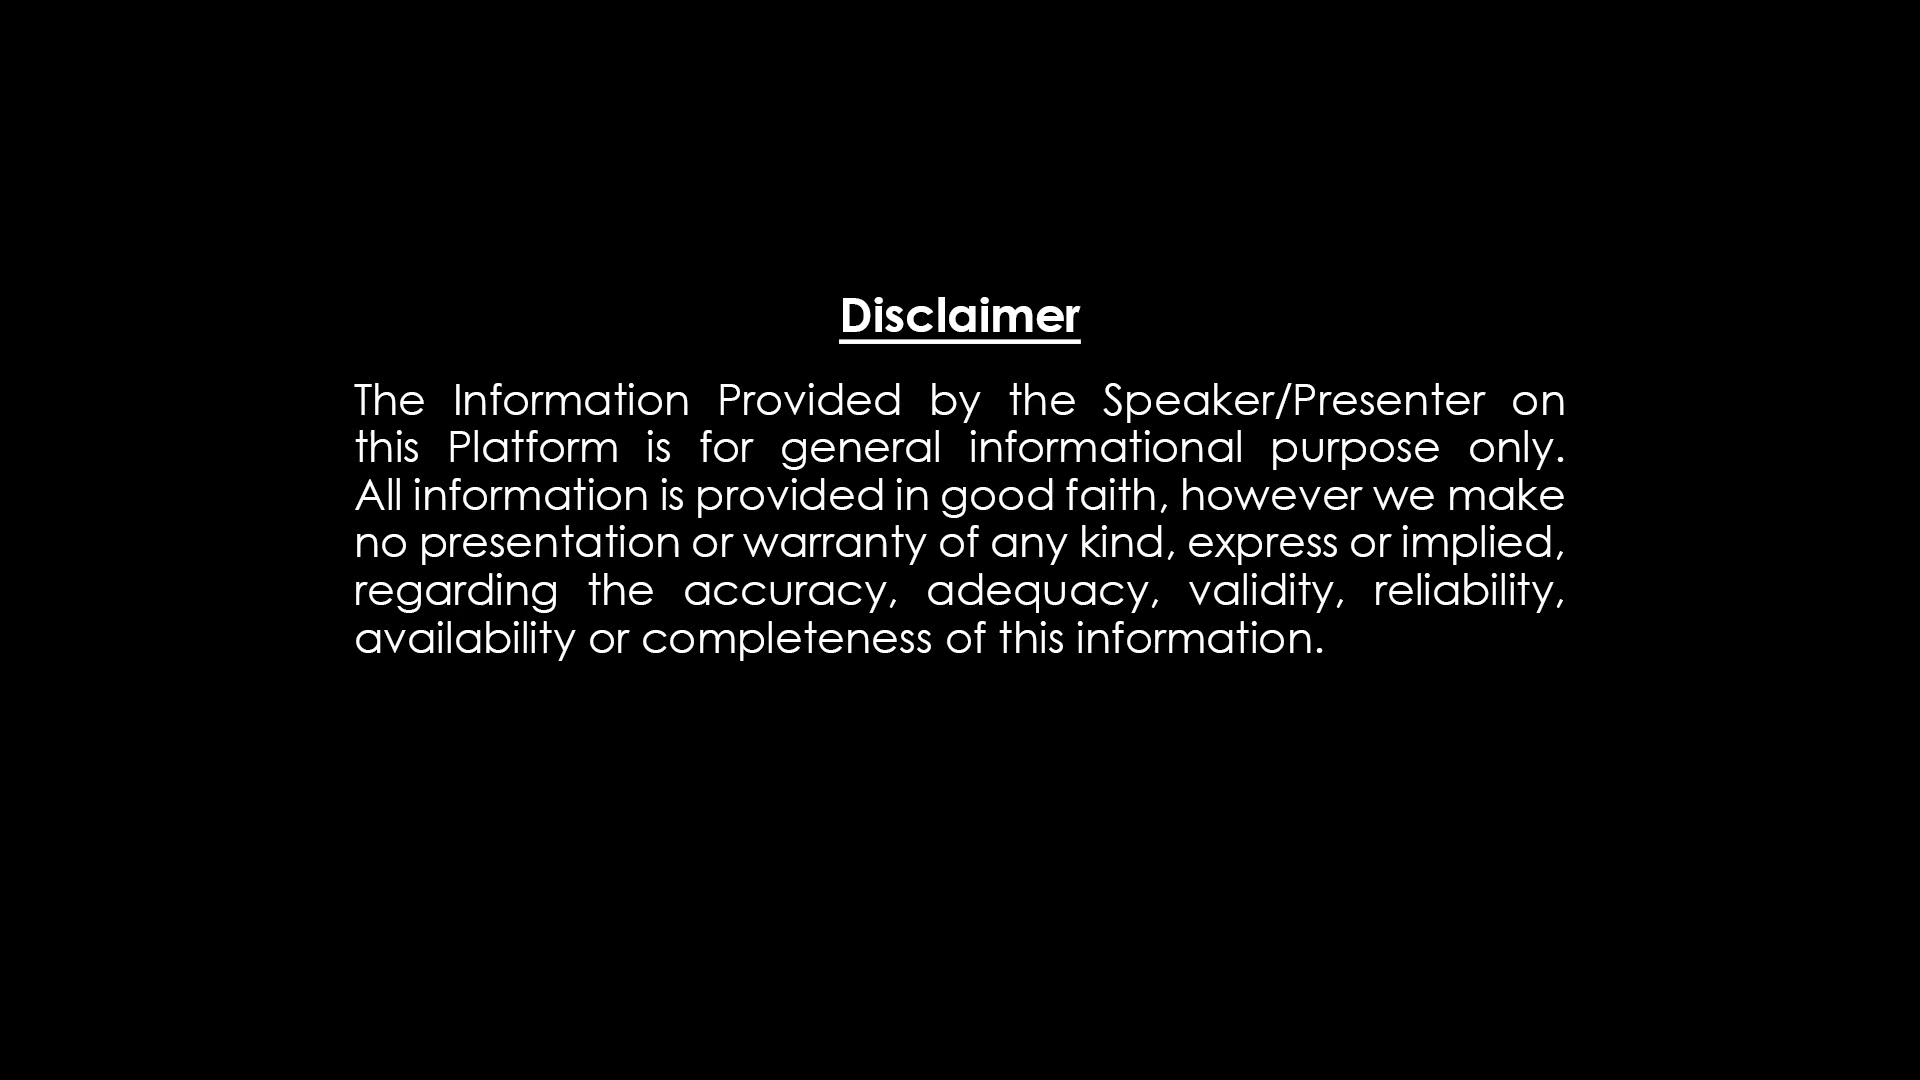 Disclaimer
The Information Provided by the Speaker/Presenter on
this Platform is for general informational purpose only.
All information is provided in good faith, however we make
no presentation or warranty of any kind, express or implied,
regarding the accuracy, adequacy, validity, reliability,
availability or completeness of this information.